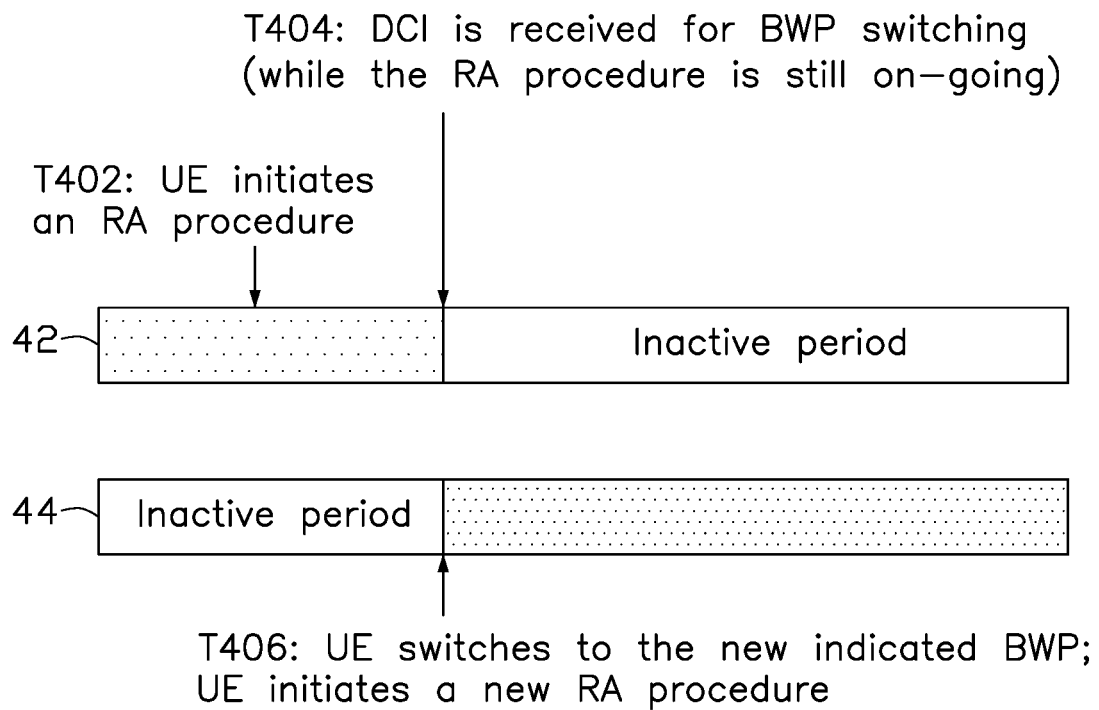 T404: DCI is received for BWP switching
(while the RA procedure is still on-going)
T402: UE initiates
an RA procedure
42
Inactive period
44
Inactive period
T406: UE switches to the new indicated BWP;
UE initiates a new RA procedure